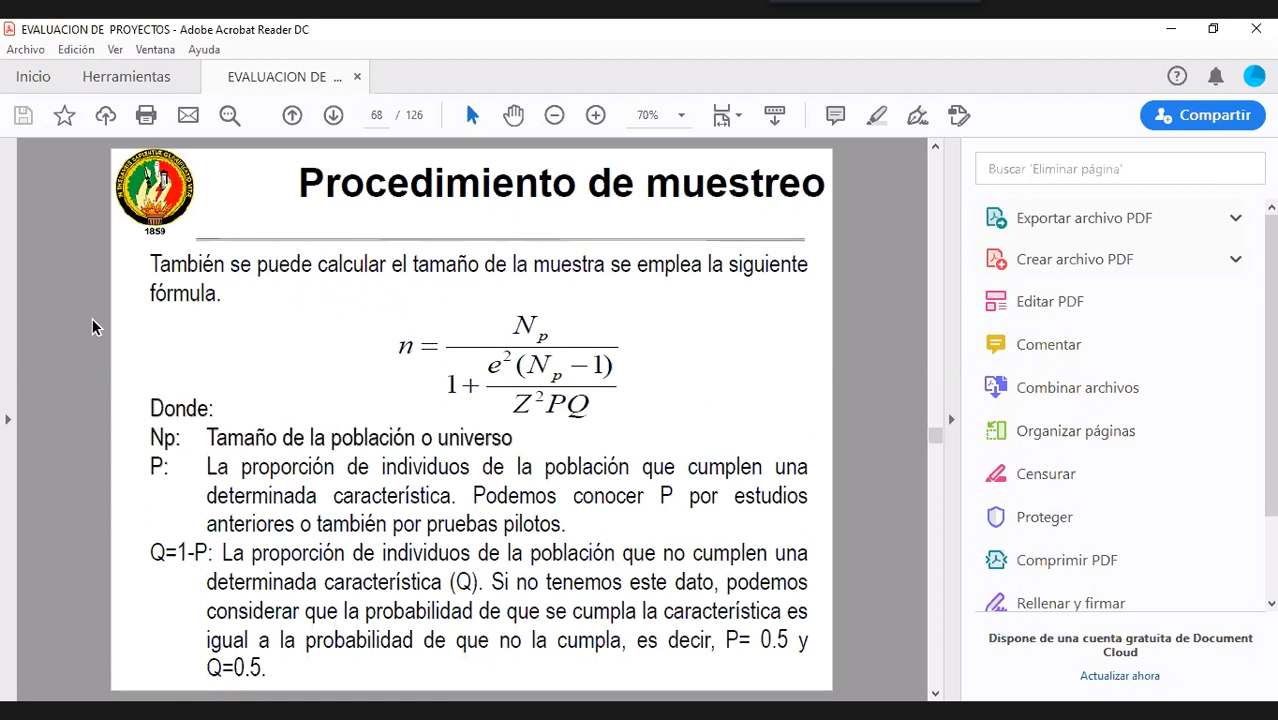 EVALUACION DE PROYECTOS - Adobe Acrobat Reader DC
Archivo Edición Ver Ventana Ayuda
Inicio Herramientas EVALUACION DE ... ×
68 / 126 70% Compartir
Procedimiento de muestreo
1859
También se puede calcular el tamaño de la muestra se emplea la siguiente
fórmula.
n = Np / (1 + e²(Np − 1) / Z²PQ)
Donde:
Np: Tamaño de la población o universo
P: La proporción de individuos de la población que cumplen una
determinada característica. Podemos conocer P por estudios
anteriores o también por pruebas pilotos.
Q=1-P: La proporción de individuos de la población que no cumplen una
determinada característica (Q). Si no tenemos este dato, podemos
considerar que la probabilidad de que se cumpla la característica es
igual a la probabilidad de que no la cumpla, es decir, P= 0.5 y
Q=0.5.
Buscar 'Eliminar página'
Exportar archivo PDF
Crear archivo PDF
Editar PDF
Comentar
Combinar archivos
Organizar páginas
Censurar
Proteger
Comprimir PDF
Rellenar y firmar
Dispone de una cuenta gratuita de Document
Cloud
Actualizar ahora